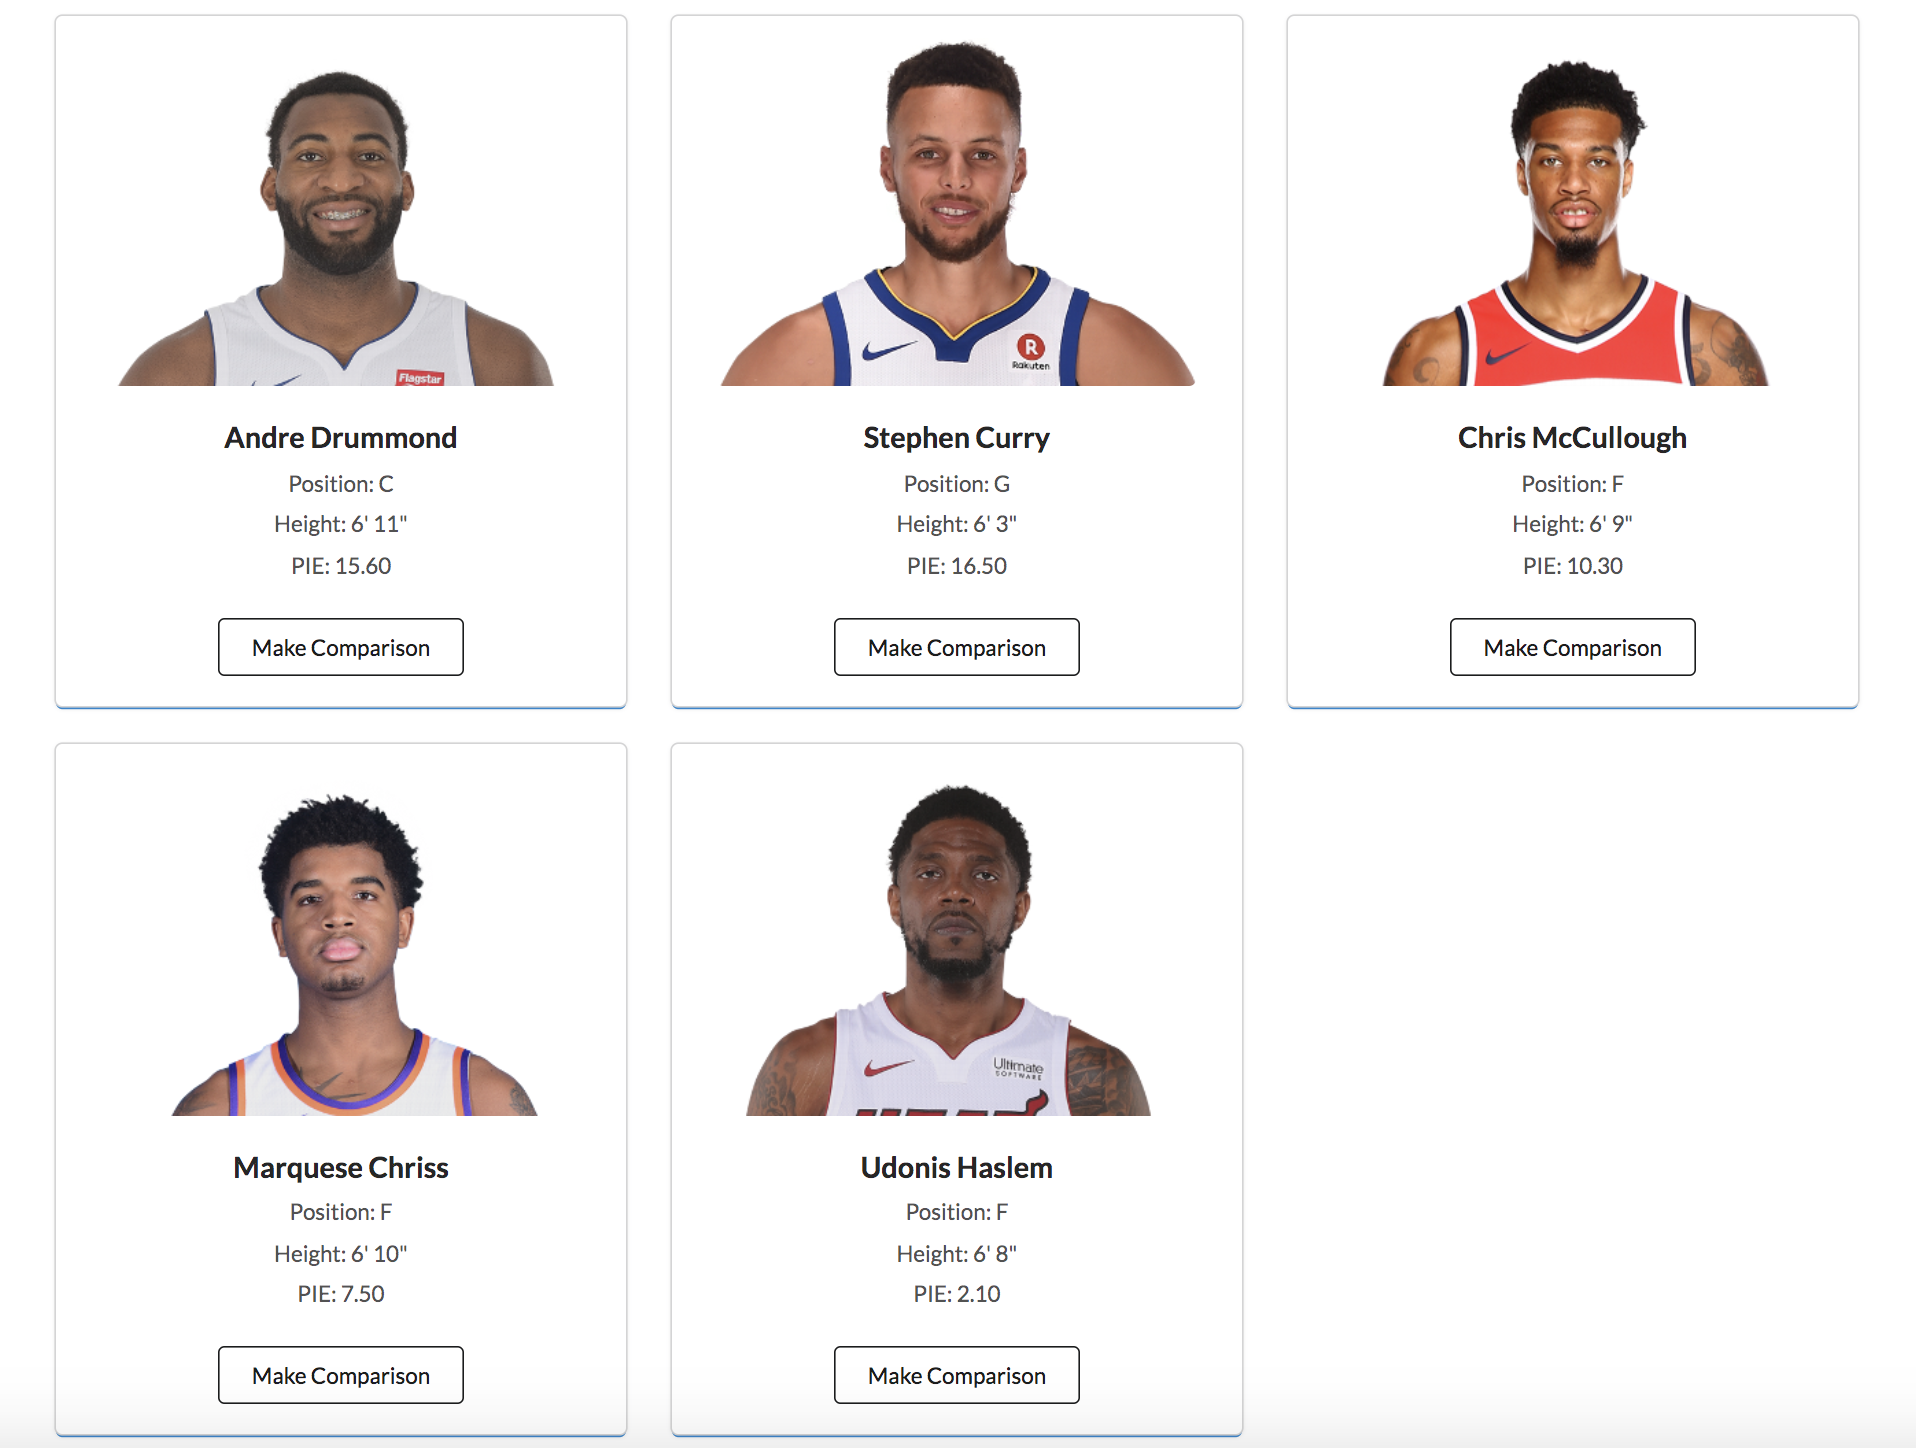 Flagstar
R
Rakuten
Andre Drummond
Stephen Curry
Chris McCullough
Position: C
Position: G
Position: F
Height: 6' 11"
Height: 6' 3"
Height: 6' 9"
PIE: 15.60
PIE: 16.50
PIE: 10.30
Make Comparison
Make Comparison
Make Comparison
Ultimate
SOFTWARE
HEAT
Marquese Chriss
Udonis Haslem
Position: F
Position: F
Height: 6' 10"
Height: 6' 8"
PIE: 7.50
PIE: 2.10
Make Comparison
Make Comparison